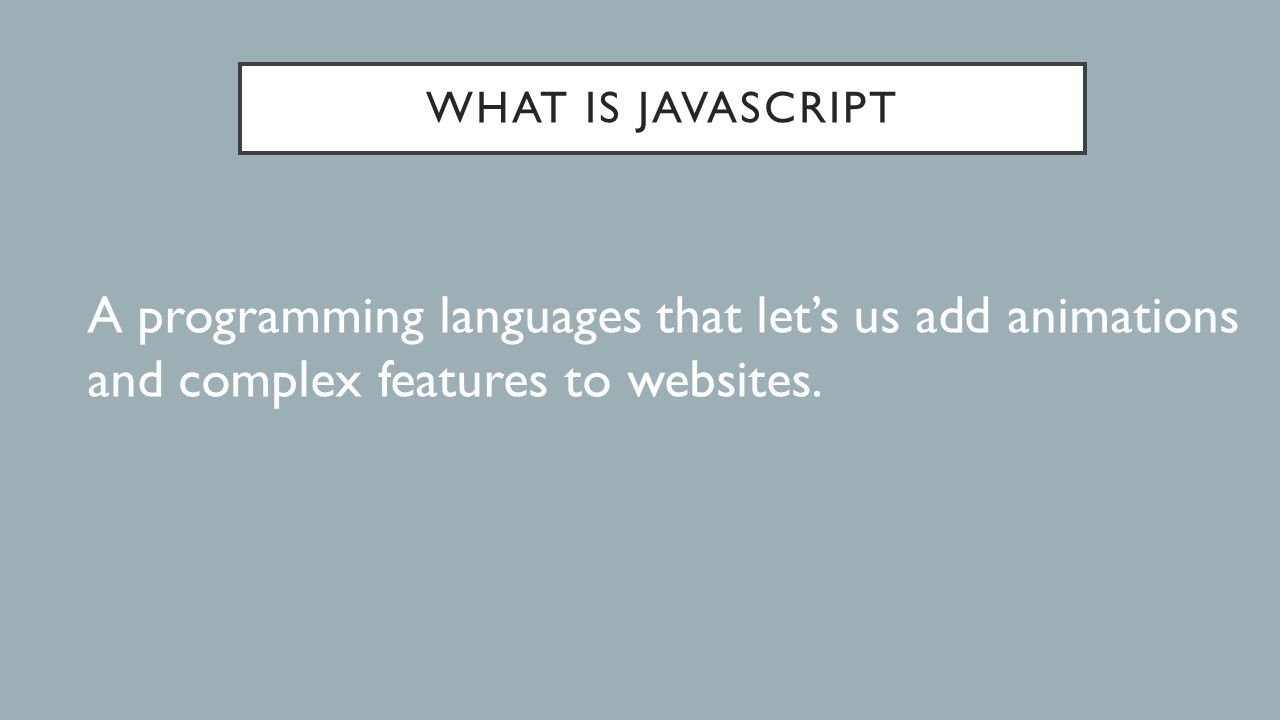 WHAT IS JAVASCRIPT
A programming languages that let’s us add animations
and complex features to websites.